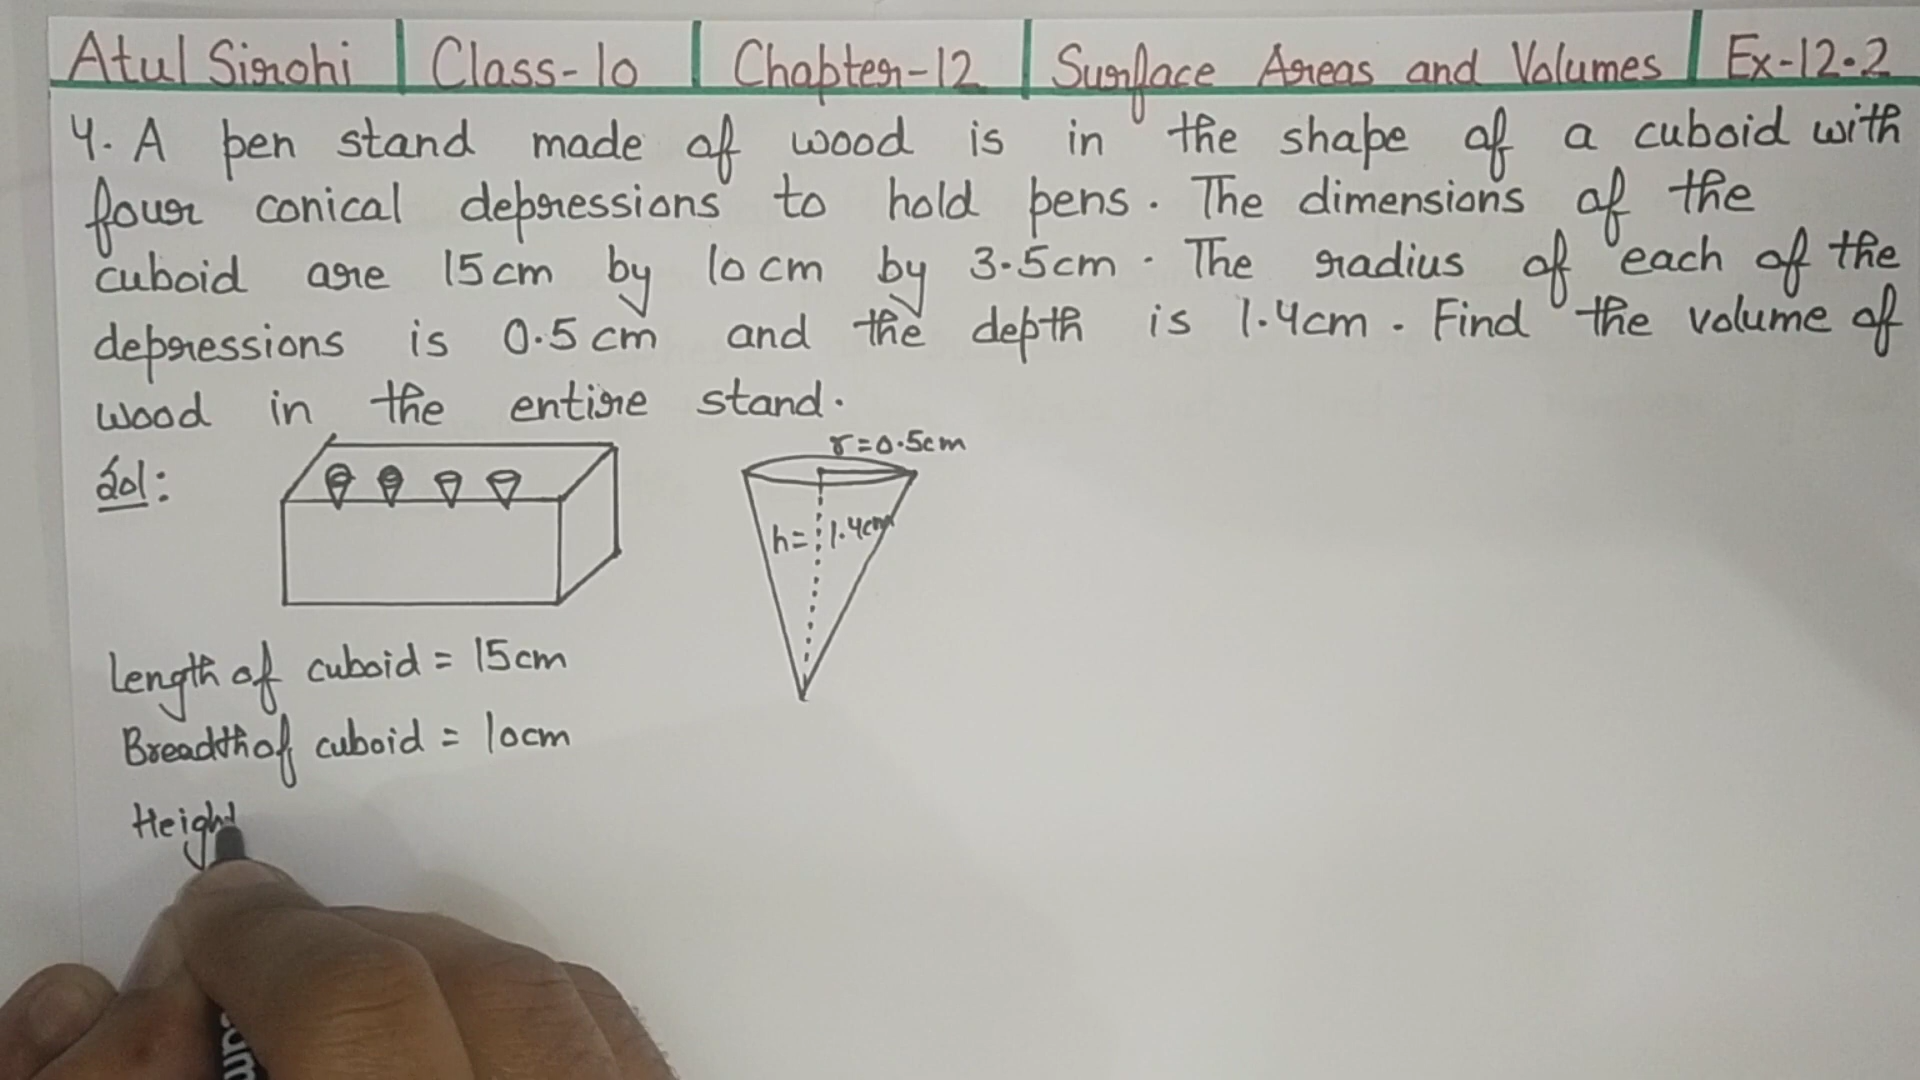 Atul Sirohi | Class-10 | Chapter-12 | Surface Areas and Volumes | Ex-12.2
4. A pen stand made of wood is in the shape of a cuboid with
four conical depressions to hold pens. The dimensions of the
cuboid are 15cm by 10cm by 3.5cm. The radius of each of the
depressions is 0.5cm and the depth is 1.4cm. Find the volume of
wood in the entire stand.
Sol:
r=0.5cm
h=1.4cm
Length of cuboid = 15cm
Breadth of cuboid = 10cm
Height